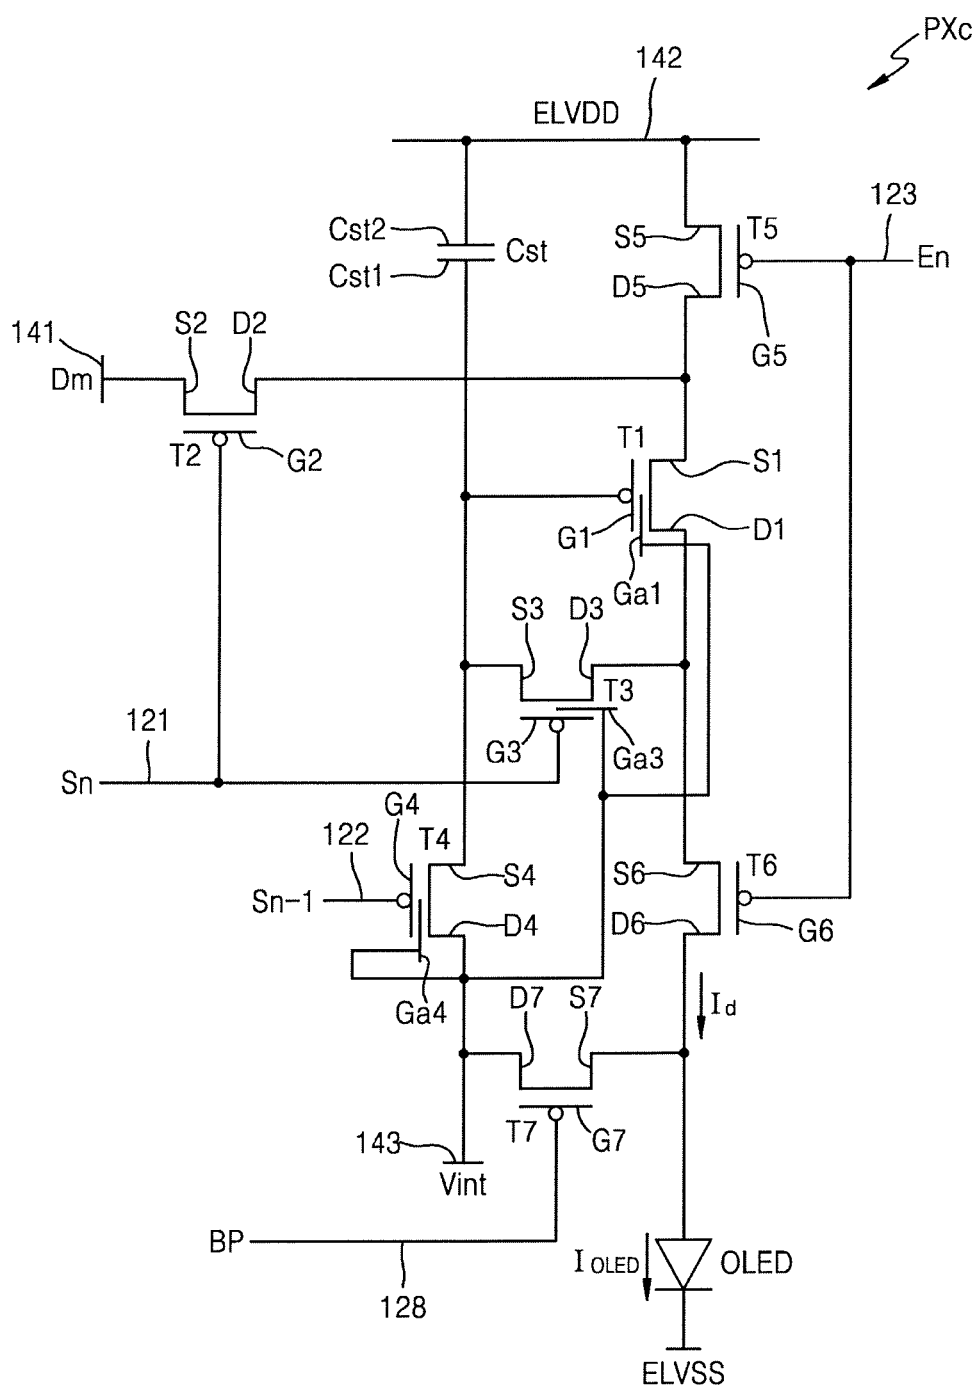 PXc
142
ELVDD
123
Cst2
Cst
S5
T5
En
Cst1
D5
141
S2
D2
G5
Dm
T1
T2
G2
S1
G1
D1
Ga1
S3
D3
T3
121
G3
Ga3
Sn
G4
122
T4
T6
S4
S6
Sn-1
D4
D6
G6
Ga4
D7
S7
Id
T7
G7
143
Vint
BP
128
IOLED
OLED
ELVSS